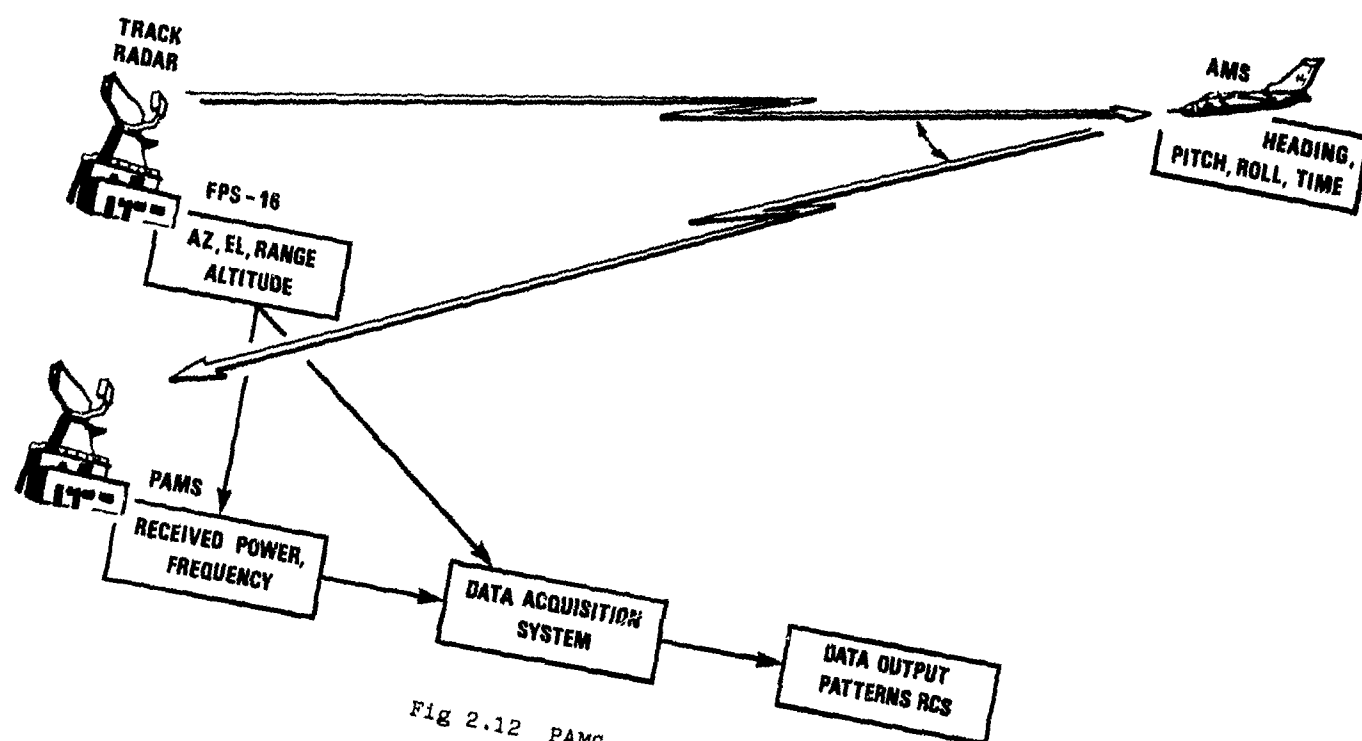 TRACK
RADAR
AMS
HEADING,
PITCH, ROLL, TIME
FPS-16
AZ, EL, RANGE
ALTITUDE
PAMS
RECEIVED POWER,
FREQUENCY
DATA ACQUISITION
SYSTEM
DATA OUTPUT
PATTERNS RCS
Fig 2.12 PAMS